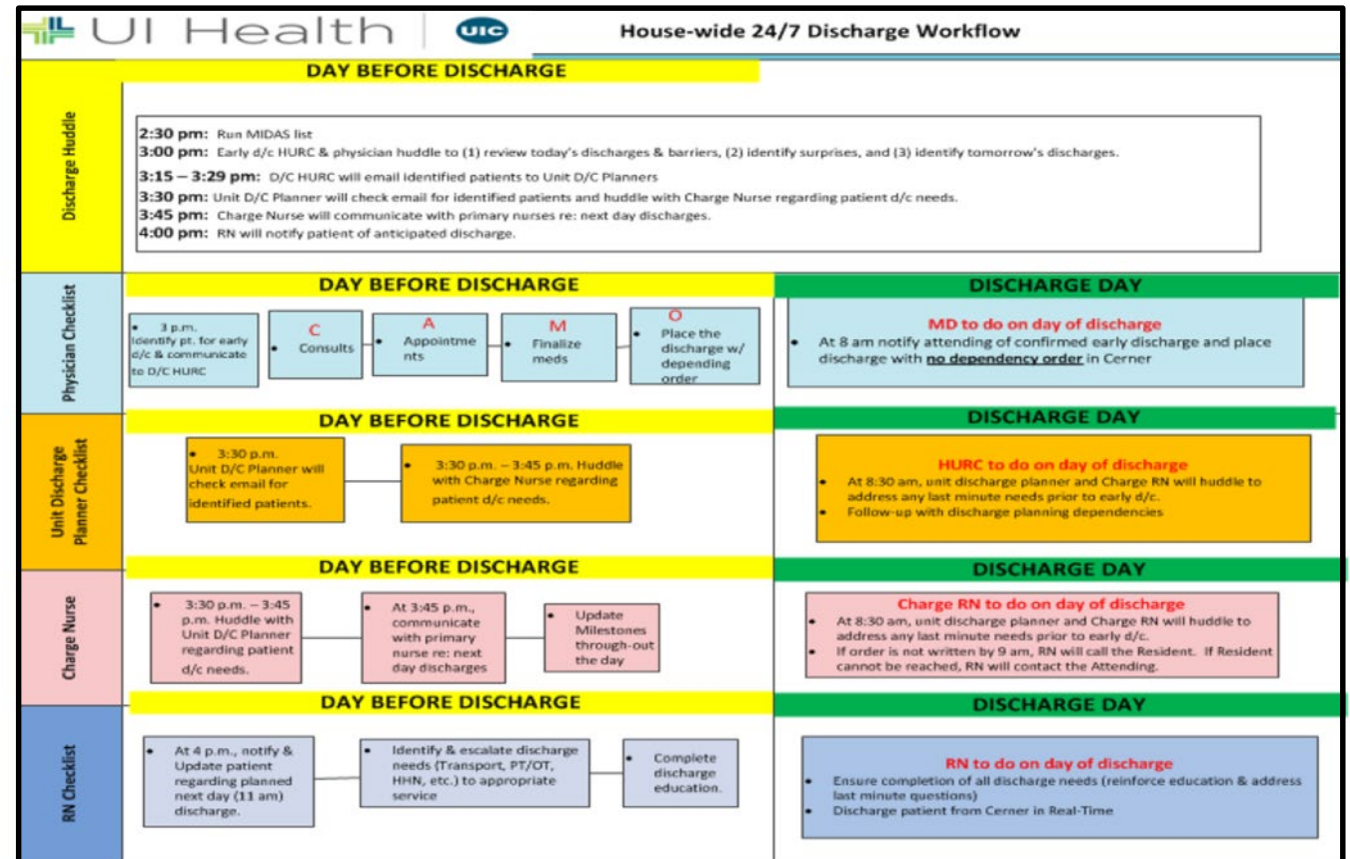 UI Health
UIC
House-wide 24/7 Discharge Workflow
DAY BEFORE DISCHARGE
Discharge Huddle
2:30 pm: Run MIDAS list
3:00 pm: Early d/c HURC & physician huddle to (1) review today's discharges & barriers, (2) identify surprises, and (3) identify tomorrow's discharges.
3:15 – 3:29 pm: D/C HURC will email identified patients to Unit D/C Planners
3:30 pm: Unit D/C Planner will check email for identified patients and huddle with Charge Nurse regarding patient d/c needs.
3:45 pm: Charge Nurse will communicate with primary nurses re: next day discharges.
4:00 pm: RN will notify patient of anticipated discharge.
Physician Checklist
DAY BEFORE DISCHARGE
• 3 p.m.
Identify pt. for early
d/c & communicate
to D/C HURC
C
• Consults
A
• Appointme
nts
M
• Finalize
meds
O
• Place the
discharge w/
depending
order
DISCHARGE DAY
MD to do on day of discharge
• At 8 am notify attending of confirmed early discharge and place
discharge with no dependency order in Cerner
Unit Discharge
Planner Checklist
DAY BEFORE DISCHARGE
• 3:30 p.m.
Unit D/C Planner will
check email for
identified patients.
• 3:30 p.m. – 3:45 p.m. Huddle
with Charge Nurse regarding
patient d/c needs.
DISCHARGE DAY
HURC to do on day of discharge
• At 8:30 am, unit discharge planner and Charge RN will huddle to
address any last minute needs prior to early d/c.
• Follow-up with discharge planning dependencies
Charge Nurse
DAY BEFORE DISCHARGE
• 3:30 p.m. – 3:45
p.m. Huddle with
Unit D/C Planner
regarding patient
d/c needs.
• At 3:45 p.m.,
communicate
with primary
nurse re: next
day discharges
• Update
Milestones
through-out
the day
DISCHARGE DAY
Charge RN to do on day of discharge
• At 8:30 am, unit discharge planner and Charge RN will huddle to
address any last minute needs prior to early d/c.
• If order is not written by 9 am, RN will call the Resident. If Resident
cannot be reached, RN will contact the Attending.
RN Checklist
DAY BEFORE DISCHARGE
• At 4 p.m., notify &
Update patient
regarding planned
next day (11 am)
discharge.
• Identify & escalate discharge
needs (Transport, PT/OT,
HHN, etc.) to appropriate
service
• Complete
discharge
education.
DISCHARGE DAY
RN to do on day of discharge
• Ensure completion of all discharge needs (reinforce education & address
last minute questions)
• Discharge patient from Cerner in Real-Time